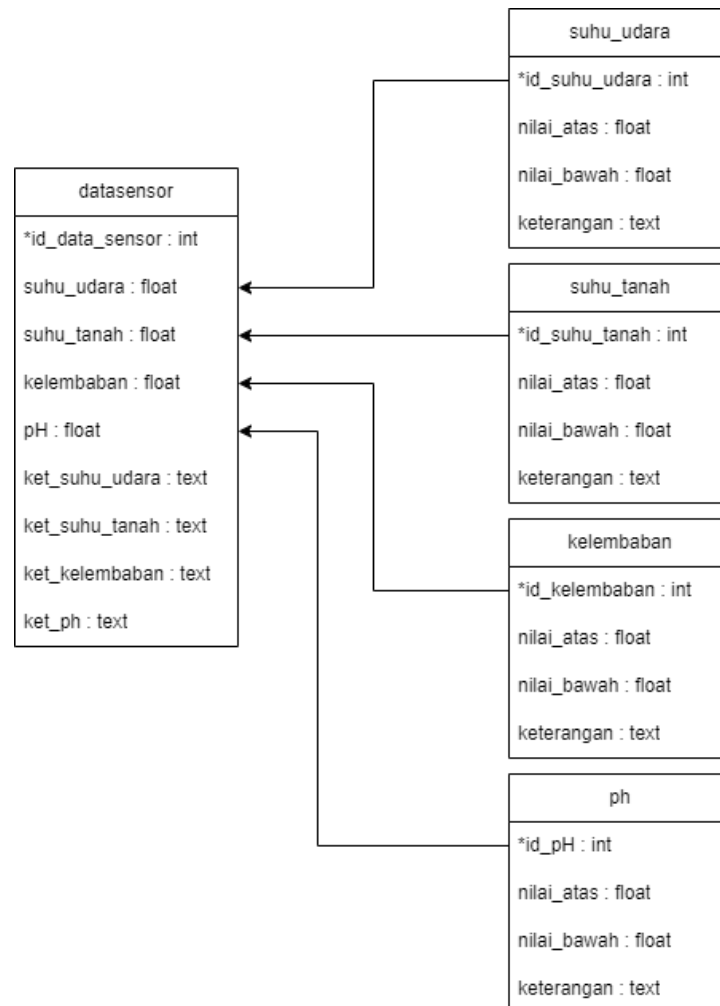 suhu_udara
*id_suhu_udara : int
nilai_atas : float
nilai_bawah : float
keterangan : text
datasensor
*id_data_sensor : int
suhu_udara : float
suhu_tanah : float
kelembaban : float
pH : float
ket_suhu_udara : text
ket_suhu_tanah : text
ket_kelembaban : text
ket_ph : text
suhu_tanah
*id_suhu_tanah : int
nilai_atas : float
nilai_bawah : float
keterangan : text
kelembaban
*id_kelembaban : int
nilai_atas : float
nilai_bawah : float
keterangan : text
ph
*id_pH : int
nilai_atas : float
nilai_bawah : float
keterangan : text